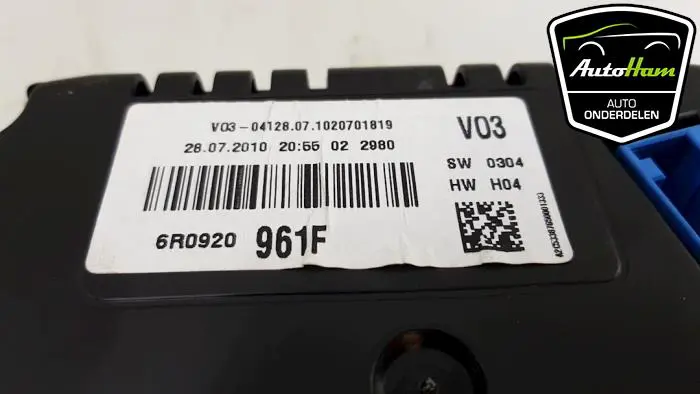 V03-04128.07.1020701819
28.07.2010 20:55 02 2980
6R0920 961F
V03
SW 0304
HW H04
AutoHam
AUTO
ONDERDELEN